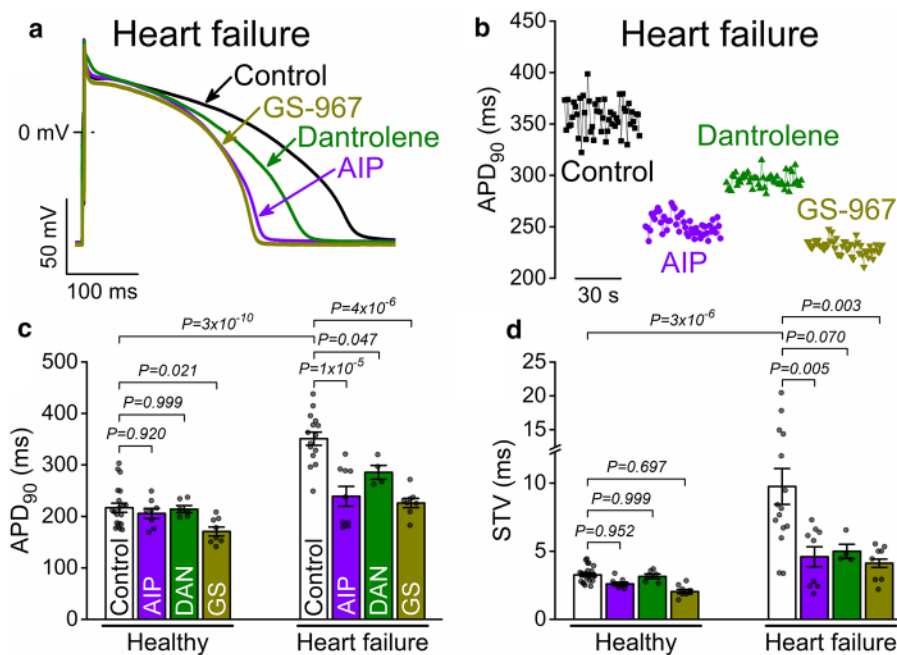 a
Heart failure
Control
GS-967
Dantrolene
AIP
0 mV
50 mV
100 ms
b
Heart failure
APD90 (ms)
450
400
350
300
250
200
Control
Dantrolene
AIP
GS-967
30 s
c
P=3x10-10
P=4x10-6
P=0.047
P=1x10-5
P=0.021
P=0.999
P=0.920
APD90 (ms)
500
400
300
200
100
0
Control
AIP
DAN
GS
Control
AIP
DAN
GS
Healthy
Heart failure
d
P=3x10-6
P=0.003
P=0.070
P=0.005
P=0.697
P=0.999
P=0.952
STV (ms)
25
20
15
10
5
0
Healthy
Heart failure